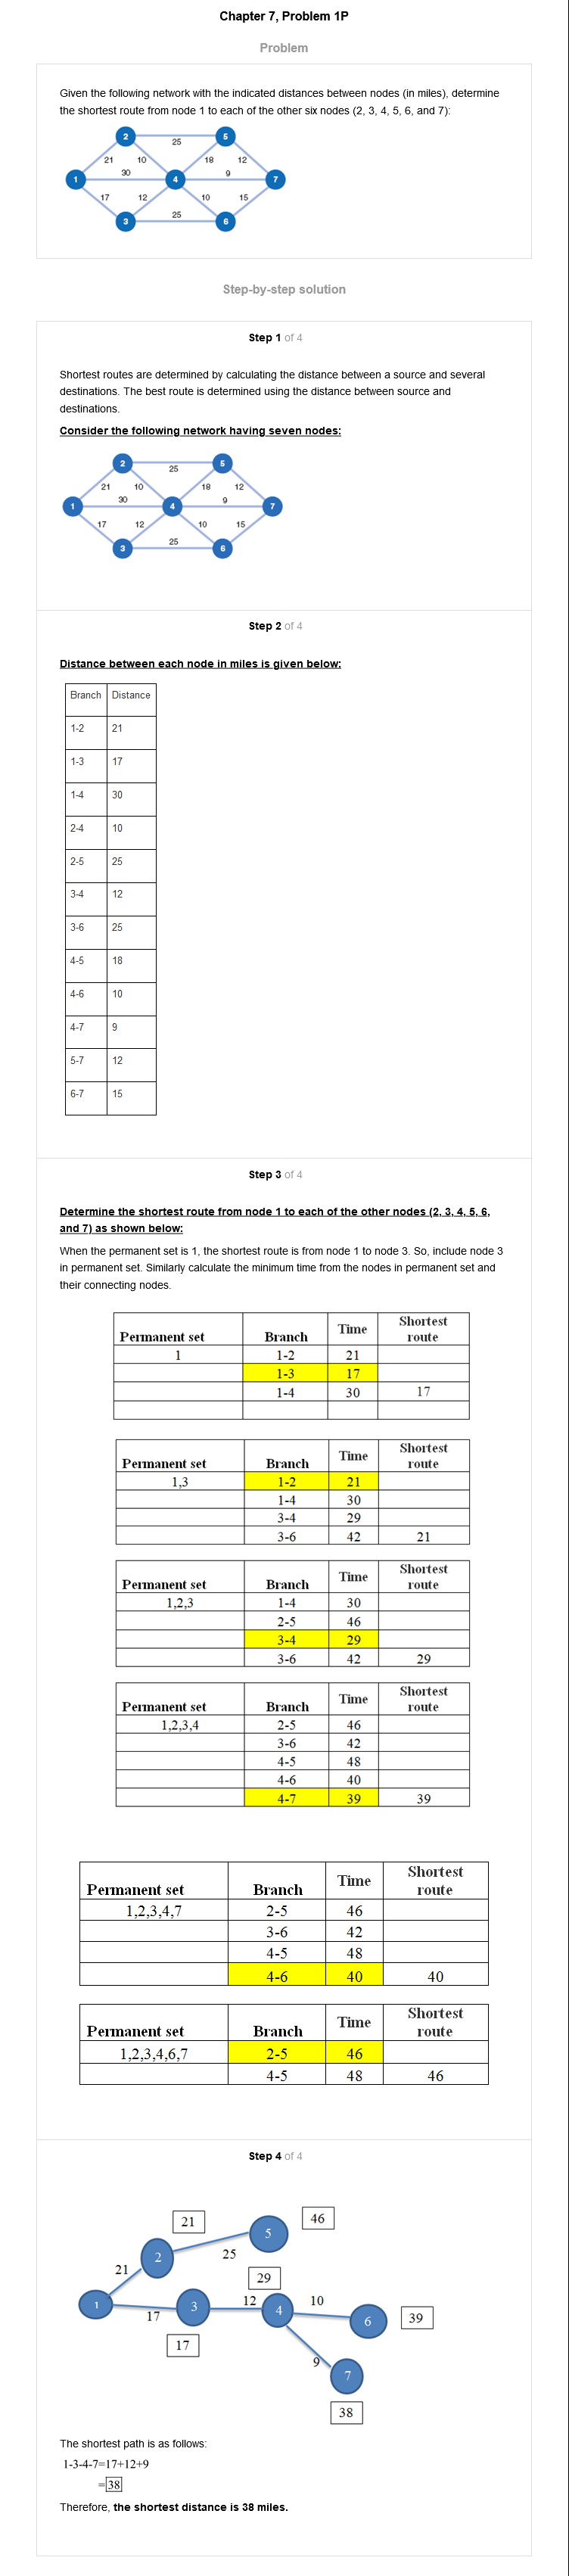 Chapter 7, Problem 1P
Problem
Given the following network with the indicated distances between nodes (in miles), determine
the shortest route from node 1 to each of the other six nodes (2, 3, 4, 5, 6, and 7):
2 25 5
21 10 18 12
30 9
1 4 7
17 12 10 15
25
3 6
Step-by-step solution
Step 1 of 4
Shortest routes are determined by calculating the distance between a source and several
destinations. The best route is determined using the distance between source and
destinations.
Consider the following network having seven nodes:
2 25 5
21 10 18 12
30 9
1 4 7
17 12 10 15
25
3 6
Step 2 of 4
Distance between each node in miles is given below:
Branch Distance
1-2 21
1-3 17
1-4 30
2-4 10
2-5 25
3-4 12
3-6 25
4-5 18
4-6 10
4-7 9
5-7 12
6-7 15
Step 3 of 4
Determine the shortest route from node 1 to each of the other nodes (2, 3, 4, 5, 6,
and 7) as shown below:
When the permanent set is 1, the shortest route is from node 1 to node 3. So, include node 3
in permanent set. Similarly calculate the minimum time from the nodes in permanent set and
their connecting nodes.
Permanent set Branch Time Shortest route
1 1-2 21
1-3 17
1-4 30 17
Permanent set Branch Time Shortest route
1,3 1-2 21
1-4 30
3-4 29
3-6 42 21
Permanent set Branch Time Shortest route
1,2,3 1-4 30
2-5 46
3-4 29
3-6 42 29
Permanent set Branch Time Shortest route
1,2,3,4 2-5 46
3-6 42
4-5 48
4-6 40
4-7 39 39
Permanent set Branch Time Shortest route
1,2,3,4,7 2-5 46
3-6 42
4-5 48
4-6 40 40
Permanent set Branch Time Shortest route
1,2,3,4,6,7 2-5 46
4-5 48 46
Step 4 of 4
21 46
2 5
21 25
29
1 3 12 4 10
17 6 39
17
9 7
38
The shortest path is as follows:
1-3-4-7=17+12+9
=38
Therefore, the shortest distance is 38 miles.